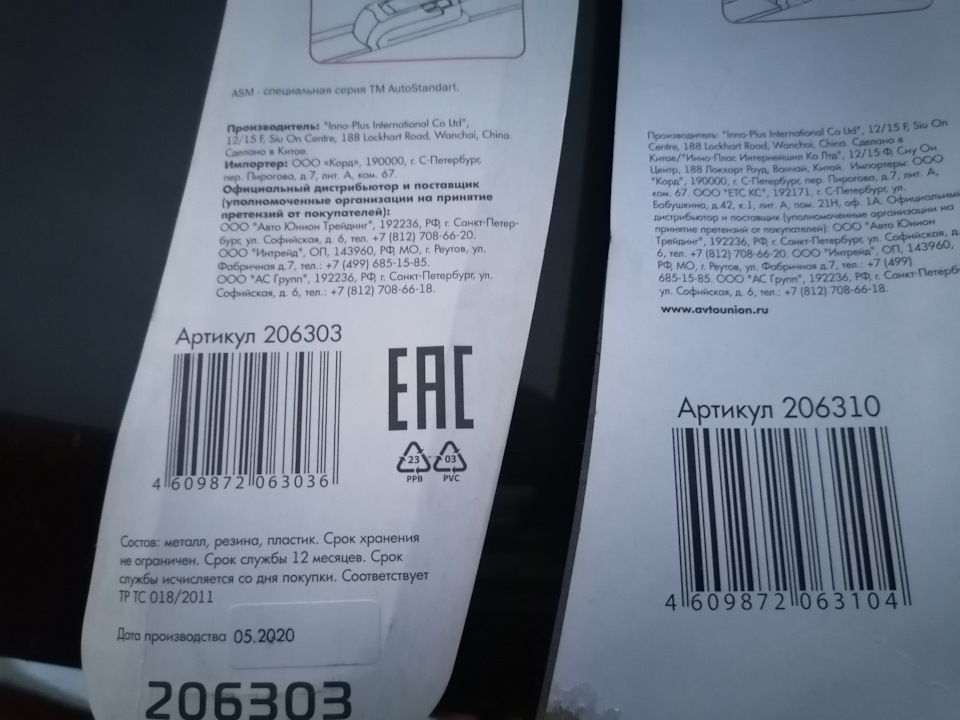 ASM - специальная серия ТМ AutoStandart.
Производитель: "Inno-Plus International Co Ltd",
12/15 F, Siu On Centre, 188 Lockhart Road, Wanchai, China.
Сделано в Китае.
Импортер: ООО «Корд», 190000, г. С-Петербург,
пер. Пирогова, д.7, лит. А, ком. 67.
Официальный дистрибьютор и поставщик
(уполномоченные организации на принятие
претензий от покупателей):
ООО "Авто Юнион Трейдинг", 192236, РФ, г. Санкт-Петер-
бург, ул. Софийская, д. 6, тел. +7 (812) 708-66-20.
ООО "Интрейд", ОП, 143960, РФ, МО, г. Реутов, ул.
Фабричная д.7, тел.: +7 (499) 685-15-85.
ООО "АС Групп", 192236, РФ, г. Санкт-Петербург, ул.
Софийская, д. 6, тел.: +7 (812) 708-66-18.
Артикул 206303
4 609872 063036
EAC
23 03
PPB PVC
Состав: металл, резина, пластик. Срок хранения
не ограничен. Срок службы 12 месяцев. Срок
службы исчисляется со дня покупки. Соответствует
ТР ТС 018/2011
Дата производства 05.2020
206303
Производитель: "Inno-Plus International Co Ltd", 12/15 F, Siu On
Centre, 188 Lockhart Road, Wanchai, China. Сделано в
Китае/"Инно-Плас Интернейшнл Ко Лтд", 12/15 Ф, Сиу Он
Центр, 188 Локхарт Роуд, Ванчай, Китай. Импортеры: ООО
"Корд", 190000, г. С-Петербург, пер. Пирогова, д.7, лит. А,
ком. 67. ООО "ЕТС КС", 192171, г. С-Петербург, ул.
Бабушкина, д.42, к.1, лит. А, пом. 21Н, оф. 1А. Официальный
дистрибьютор и поставщик (уполномоченные организации на
принятие претензий от покупателей): ООО "Авто Юнион
Трейдинг", 192236, РФ, г. Санкт-Петербург, ул. Софийская, д.
6, тел. +7 (812) 708-66-20. ООО "Интрейд", ОП, 143960,
РФ, МО, г. Реутов, ул. Фабричная д.7, тел.: +7 (499)
685-15-85. ООО "АС Групп", 192236, РФ, г. Санкт-Петербург,
ул. Софийская, д. 6, тел.: +7 (812) 708-66-18.
www.avtounion.ru
Артикул 206310
4 609872 063104